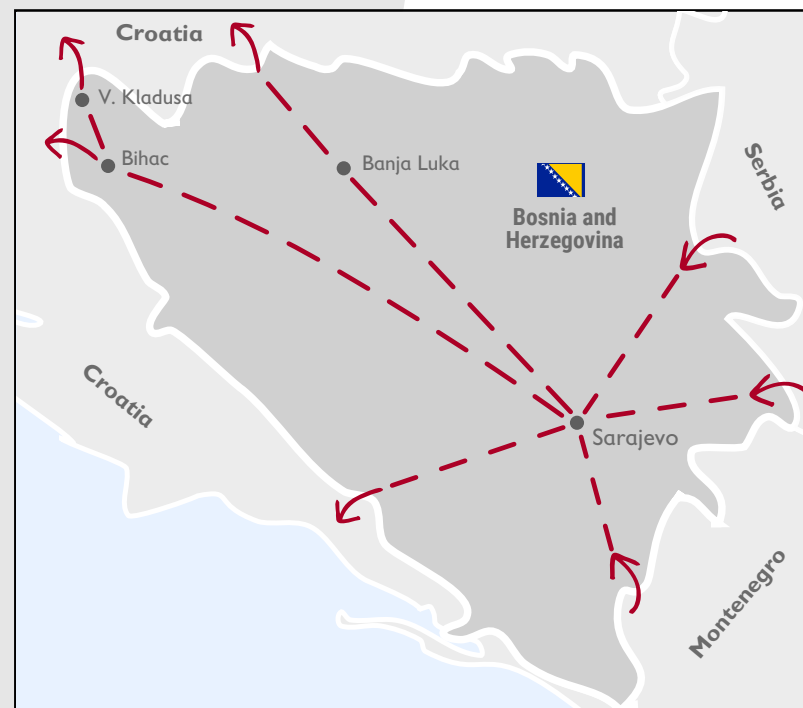 Croatia
V. Kladusa
Bihac
Banja Luka
Serbia
Bosnia and
Herzegovina
Croatia
Sarajevo
Montenegro